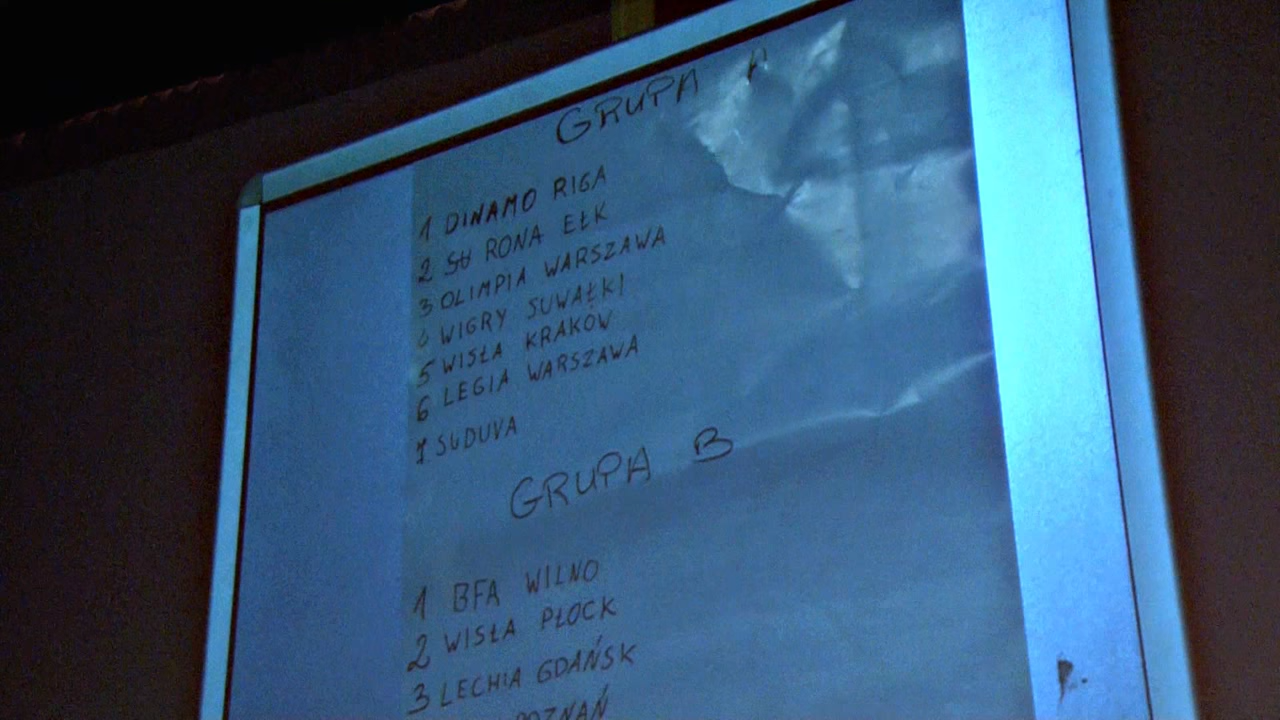 GRUPA A
1 DINAMO RIGA
2 RONA EŁK
3 OLIMPIA WARSZAWA
4 WIGRY SUWAŁKI
5 WISŁA KRAKÓW
6 LEGIA WARSZAWA
7 SUDUVA
GRUPA B
1 BFA WILNO
2 WISŁA PŁOCK
3 LECHIA GDAŃSK
POZNAŃ